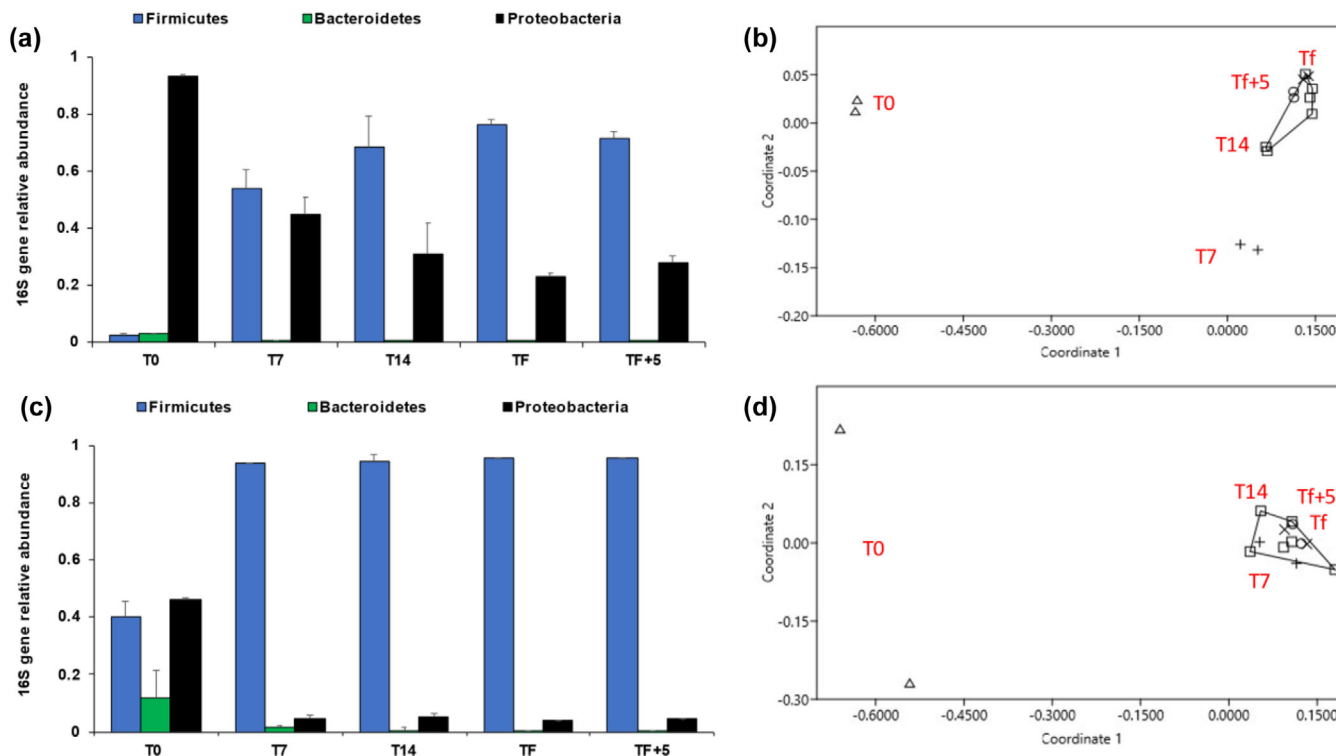 (a)
Firmicutes Bacteroidetes Proteobacteria
16S gene relative abundance
1
0.8
0.6
0.4
0.2
0
T0 T7 T14 TF TF+5
(b)
Coordinate 2
0.05
0.00
-0.05
-0.10
-0.15
-0.20
T0
Tf
Tf+5
T14
T7
-0.6000 -0.4500 -0.3000 -0.1500 0.0000 0.1500
Coordinate 1
(c)
Firmicutes Bacteroidetes Proteobacteria
16S gene relative abundance
1
0.8
0.6
0.4
0.2
0
T0 T7 T14 TF TF+5
(d)
Coordinate 2
0.15
0.00
-0.15
-0.30
T14 Tf+5
Tf
T0
T7
-0.6000 -0.4500 -0.3000 -0.1500 0.0000 0.1500
Coordinate 1